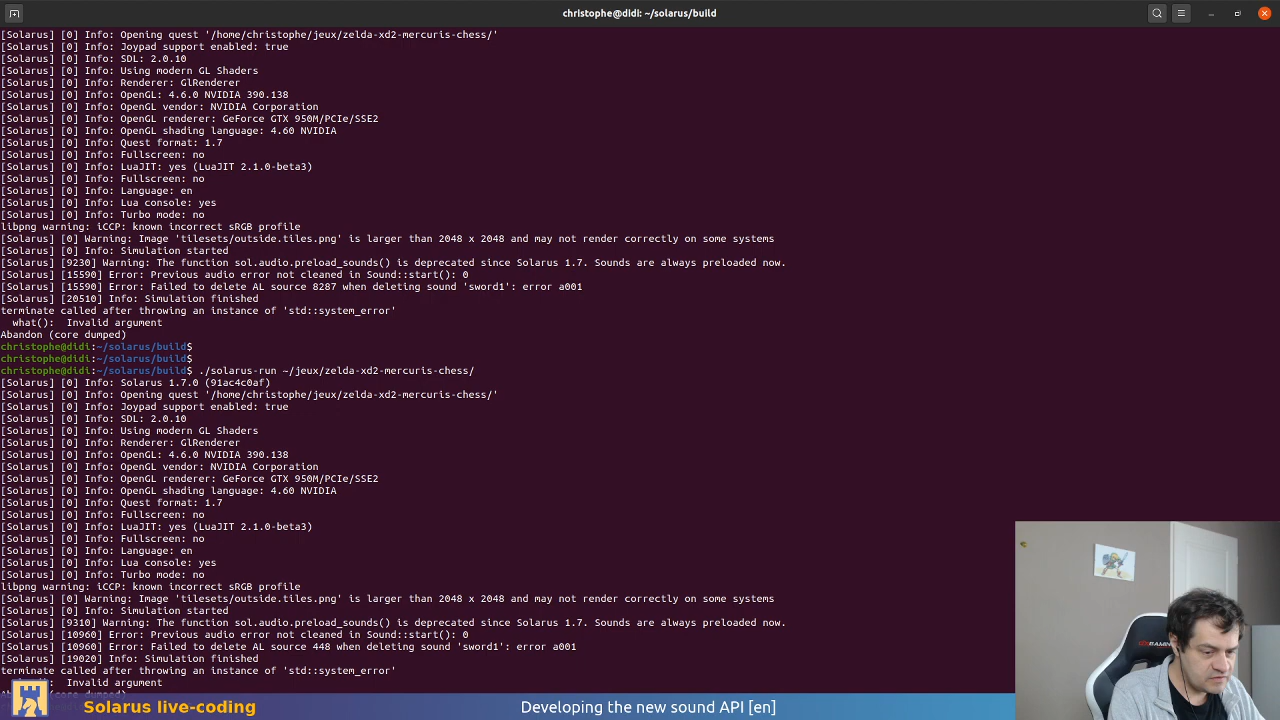 christophe@didi: ~/solarus/build
[Solarus] [0] Info: Opening quest '/home/christophe/jeux/zelda-xd2-mercuris-chess/'
[Solarus] [0] Info: Joypad support enabled: true
[Solarus] [0] Info: SDL: 2.0.10
[Solarus] [0] Info: Using modern GL Shaders
[Solarus] [0] Info: Renderer: GlRenderer
[Solarus] [0] Info: OpenGL: 4.6.0 NVIDIA 390.138
[Solarus] [0] Info: OpenGL vendor: NVIDIA Corporation
[Solarus] [0] Info: OpenGL renderer: GeForce GTX 950M/PCIe/SSE2
[Solarus] [0] Info: OpenGL shading language: 4.60 NVIDIA
[Solarus] [0] Info: Quest format: 1.7
[Solarus] [0] Info: Fullscreen: no
[Solarus] [0] Info: LuaJIT: yes (LuaJIT 2.1.0-beta3)
[Solarus] [0] Info: Fullscreen: no
[Solarus] [0] Info: Language: en
[Solarus] [0] Info: Lua console: yes
[Solarus] [0] Info: Turbo mode: no
libpng warning: iCCP: known incorrect sRGB profile
[Solarus] [0] Warning: Image 'tilesets/outside.tiles.png' is larger than 2048 x 2048 and may not render correctly on some systems
[Solarus] [0] Info: Simulation started
[Solarus] [9230] Warning: The function sol.audio.preload_sounds() is deprecated since Solarus 1.7. Sounds are always preloaded now.
[Solarus] [15590] Error: Previous audio error not cleaned in Sound::start(): 0
[Solarus] [15590] Error: Failed to delete AL source 8287 when deleting sound 'sword1': error a001
[Solarus] [20510] Info: Simulation finished
terminate called after throwing an instance of 'std::system_error'
what(): Invalid argument
Abandon (core dumped)
christophe@didi:~/solarus/build$
christophe@didi:~/solarus/build$
christophe@didi:~/solarus/build$ ./solarus-run ~/jeux/zelda-xd2-mercuris-chess/
[Solarus] [0] Info: Solarus 1.7.0 (91ac4c0af)
[Solarus] [0] Info: Opening quest '/home/christophe/jeux/zelda-xd2-mercuris-chess/'
[Solarus] [0] Info: Joypad support enabled: true
[Solarus] [0] Info: SDL: 2.0.10
[Solarus] [0] Info: Using modern GL Shaders
[Solarus] [0] Info: Renderer: GlRenderer
[Solarus] [0] Info: OpenGL: 4.6.0 NVIDIA 390.138
[Solarus] [0] Info: OpenGL vendor: NVIDIA Corporation
[Solarus] [0] Info: OpenGL renderer: GeForce GTX 950M/PCIe/SSE2
[Solarus] [0] Info: OpenGL shading language: 4.60 NVIDIA
[Solarus] [0] Info: Quest format: 1.7
[Solarus] [0] Info: Fullscreen: no
[Solarus] [0] Info: LuaJIT: yes (LuaJIT 2.1.0-beta3)
[Solarus] [0] Info: Fullscreen: no
[Solarus] [0] Info: Language: en
[Solarus] [0] Info: Lua console: yes
[Solarus] [0] Info: Turbo mode: no
libpng warning: iCCP: known incorrect sRGB profile
[Solarus] [0] Warning: Image 'tilesets/outside.tiles.png' is larger than 2048 x 2048 and may not render correctly on some systems
[Solarus] [0] Info: Simulation started
[Solarus] [9310] Warning: The function sol.audio.preload_sounds() is deprecated since Solarus 1.7. Sounds are always preloaded now.
[Solarus] [10960] Error: Previous audio error not cleaned in Sound::start(): 0
[Solarus] [10960] Error: Failed to delete AL source 448 when deleting sound 'sword1': error a001
[Solarus] [19020] Info: Simulation finished
terminate called after throwing an instance of 'std::system_error'
Invalid argument
Solarus live-coding
Developing the new sound API [en]